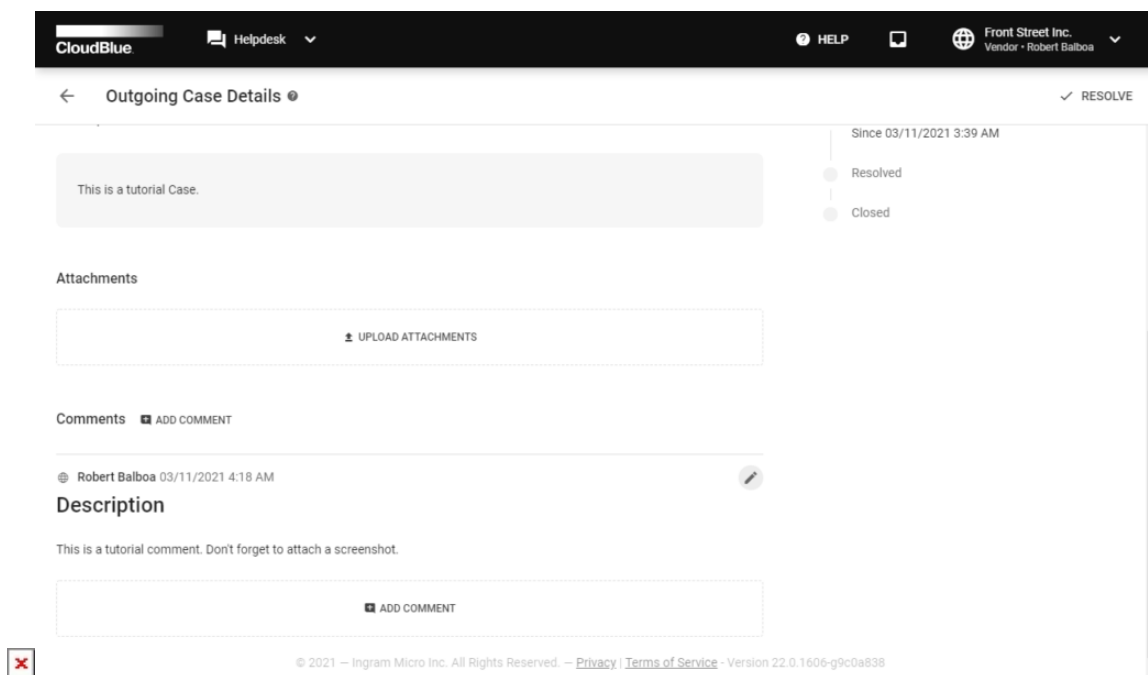 CloudBlue.
Helpdesk
HELP
Front Street Inc.
Vendor • Robert Balboa
Outgoing Case Details
RESOLVE
Since 03/11/2021 3:39 AM
This is a tutorial Case.
Resolved
Closed
Attachments
UPLOAD ATTACHMENTS
Comments ADD COMMENT
Robert Balboa 03/11/2021 4:18 AM
Description
This is a tutorial comment. Don't forget to attach a screenshot.
ADD COMMENT
© 2021 — Ingram Micro Inc. All Rights Reserved. — Privacy | Terms of Service - Version 22.0.1606-g9c0a838